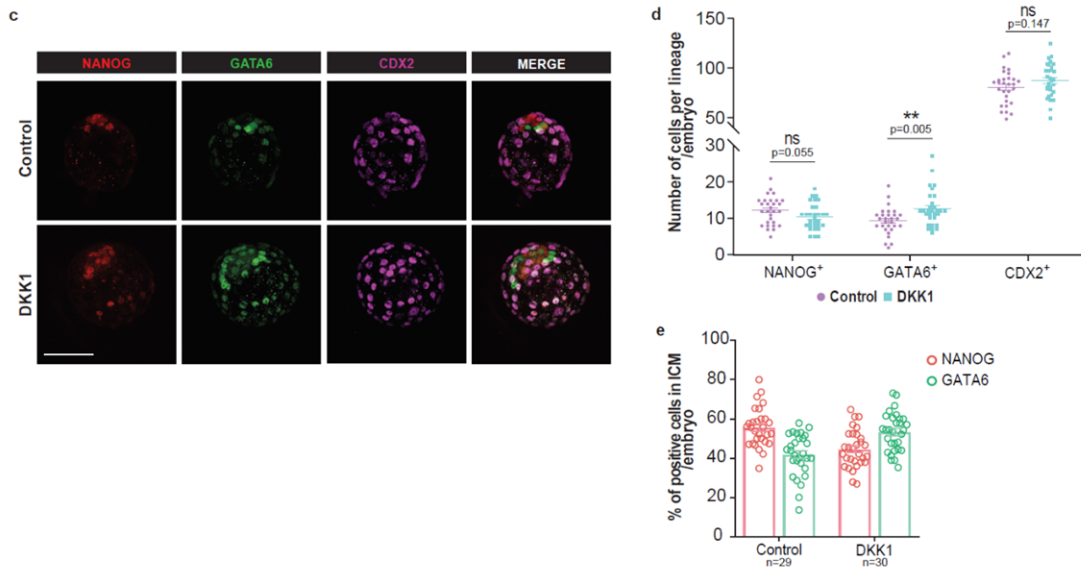 c
NANOG GATA6 CDX2 MERGE
Control
DKK1
d
Number of cells per lineage
/embryo
150
100
50
30
20
10
0
ns
p=0.055
**
p=0.005
ns
p=0.147
NANOG⁺ GATA6⁺ CDX2⁺
Control DKK1
e
% of positive cells in ICM
/embryo
100
80
60
40
20
0
NANOG
GATA6
Control DKK1
n=29 n=30